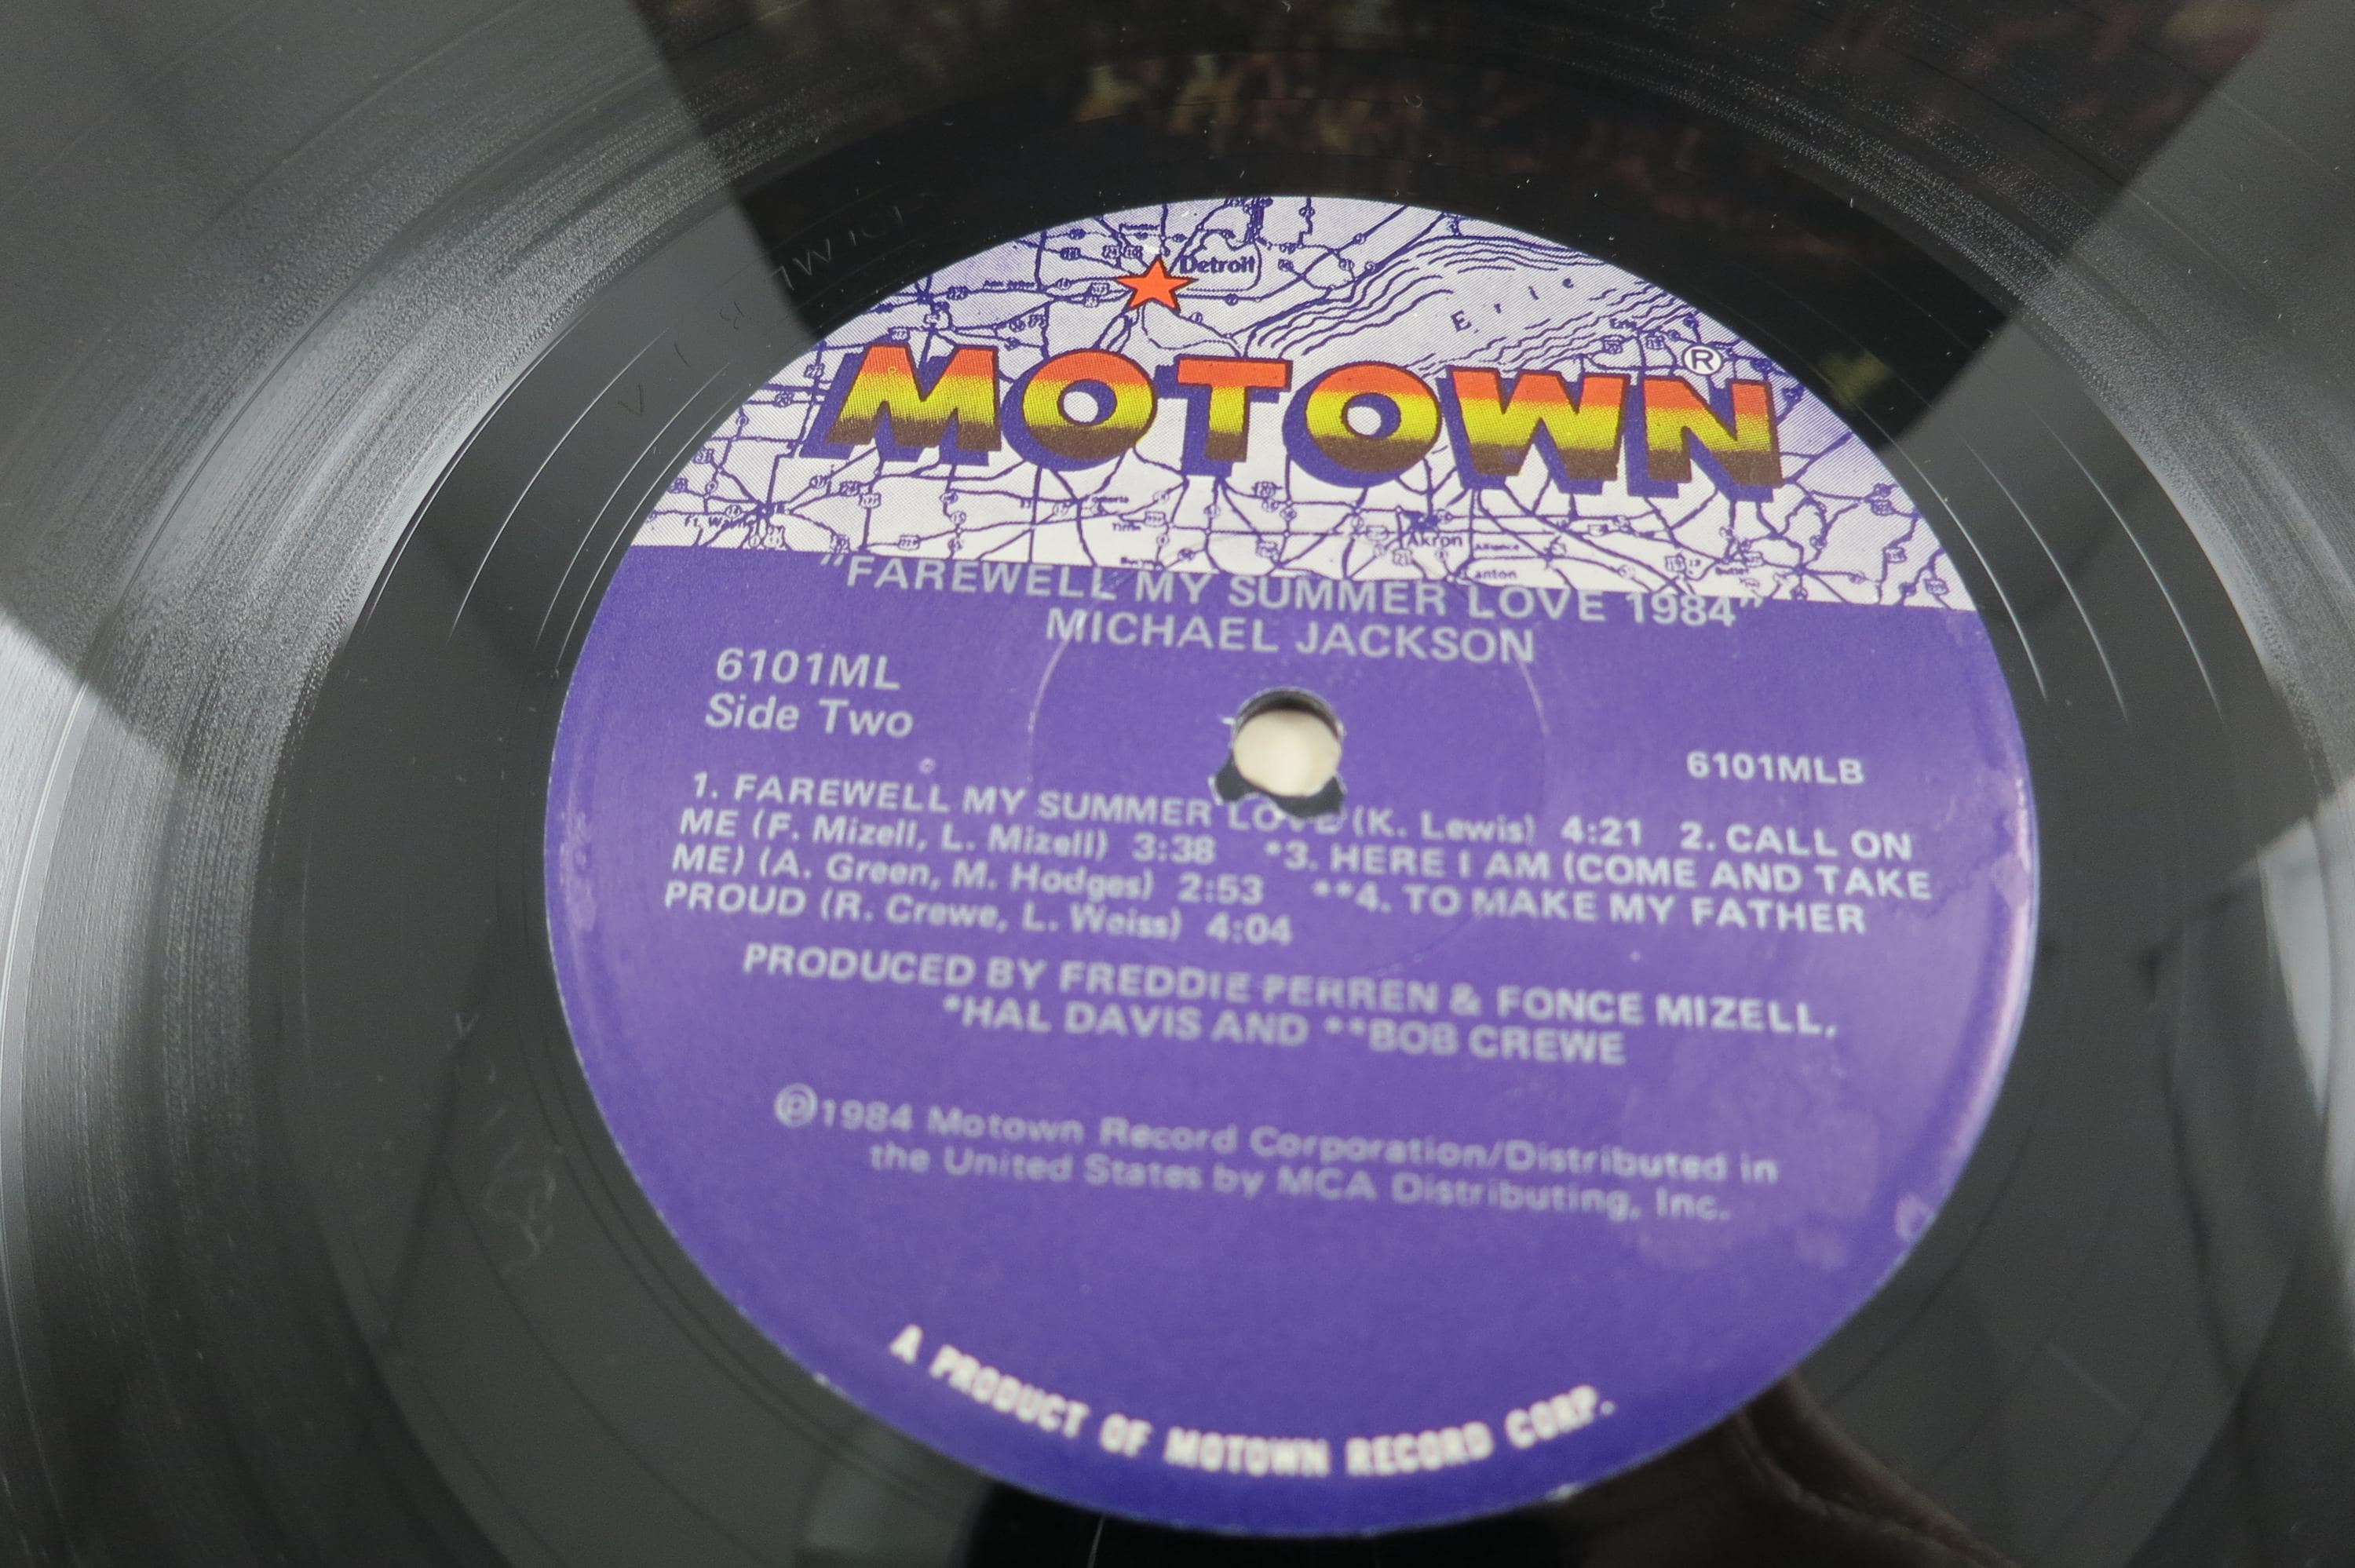 Detroit
Erie
Erie
MOTOWN®
Ft. Wayne
Akron
Alliance
Canton
"FAREWELL MY SUMMER LOVE 1984"
MICHAEL JACKSON
6101ML
Side Two
6101MLB
1. FAREWELL MY SUMMER LOVE (K. Lewis) 4:21 2. CALL ON
ME (F. Mizell, L. Mizell) 3:38 *3. HERE I AM (COME AND TAKE
ME) (A. Green, M. Hodges) 2:53 **4. TO MAKE MY FATHER
PROUD (R. Crewe, L. Weiss) 4:04
PRODUCED BY FREDDIE PERREN & FONCE MIZELL,
*HAL DAVIS AND **BOB CREWE
℗1984 Motown Record Corporation/Distributed in
the United States by MCA Distributing, Inc.
A PRODUCT OF MOTOWN RECORD CORP.